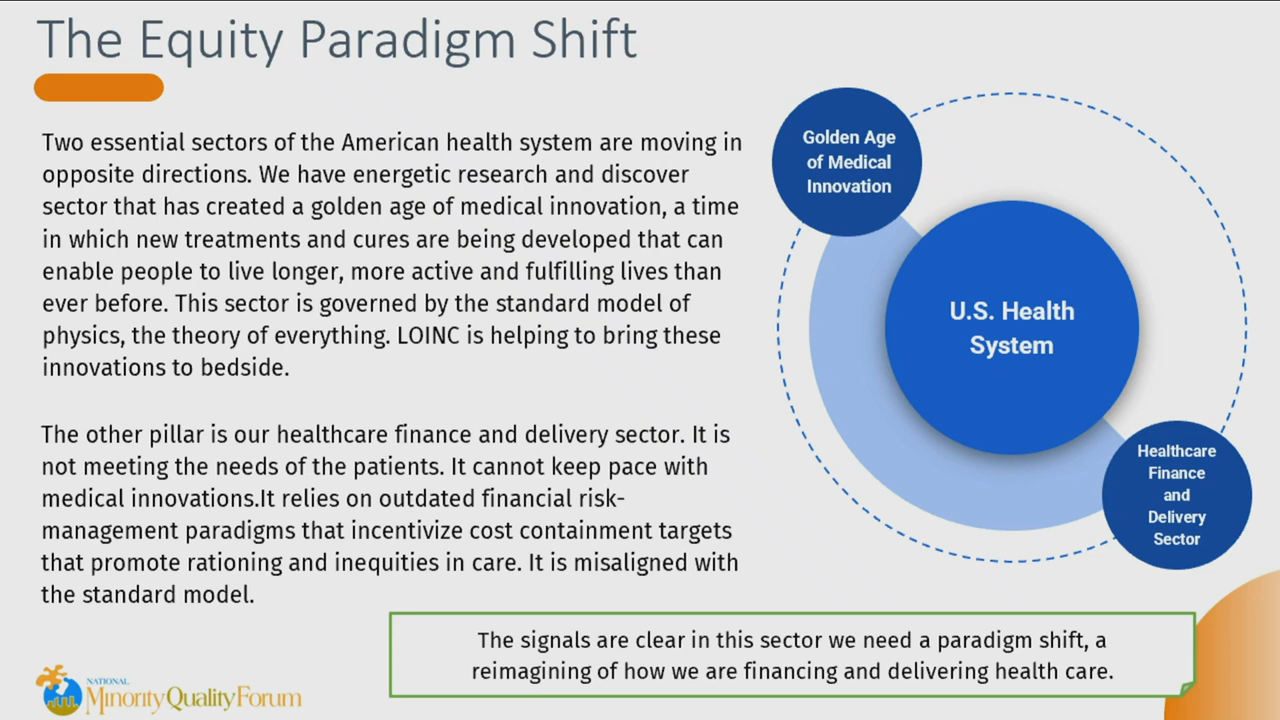 The Equity Paradigm Shift
Two essential sectors of the American health system are moving in
opposite directions. We have energetic research and discover
sector that has created a golden age of medical innovation, a time
in which new treatments and cures are being developed that can
enable people to live longer, more active and fulfilling lives than
ever before. This sector is governed by the standard model of
physics, the theory of everything. LOINC is helping to bring these
innovations to bedside.
The other pillar is our healthcare finance and delivery sector. It is
not meeting the needs of the patients. It cannot keep pace with
medical innovations.It relies on outdated financial risk-
management paradigms that incentivize cost containment targets
that promote rationing and inequities in care. It is misaligned with
the standard model.
Golden Age
of Medical
Innovation
U.S. Health
System
Healthcare
Finance
and
Delivery
Sector
The signals are clear in this sector we need a paradigm shift, a
reimagining of how we are financing and delivering health care.
NATIONAL
Minority Quality Forum